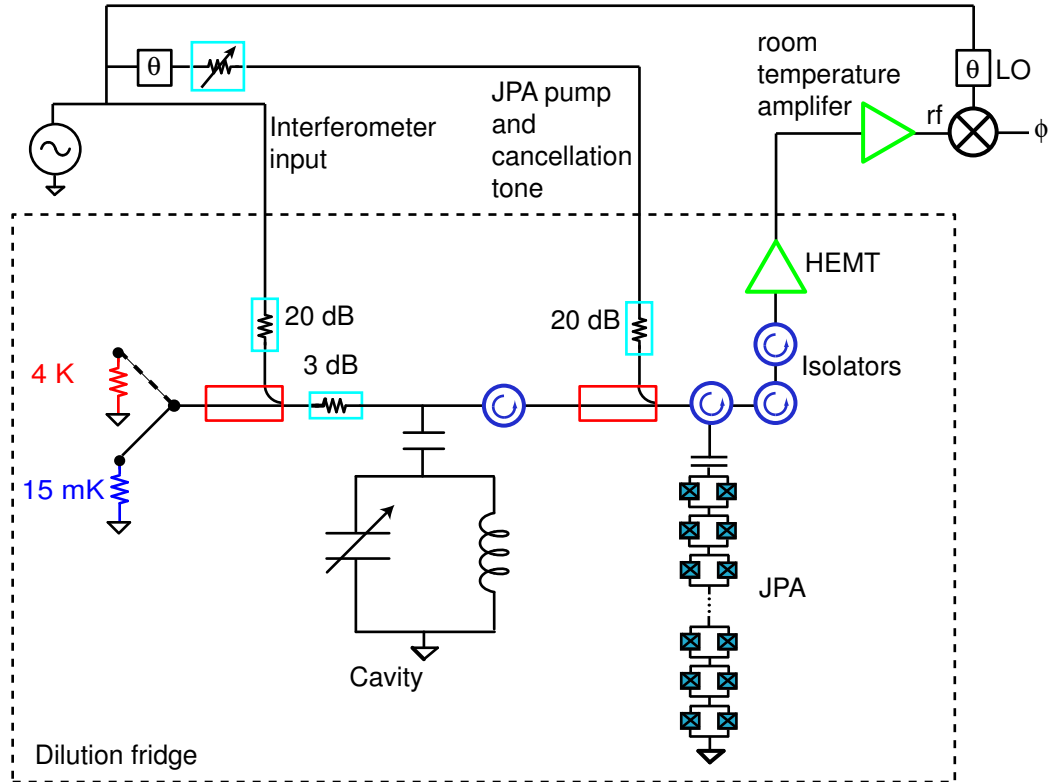 θ
Interferometer
input
JPA pump
and
cancellation
tone
room
temperature
amplifer
θ
LO
rf
ϕ
HEMT
20 dB
20 dB
3 dB
Isolators
4 K
15 mK
JPA
Cavity
Dilution fridge